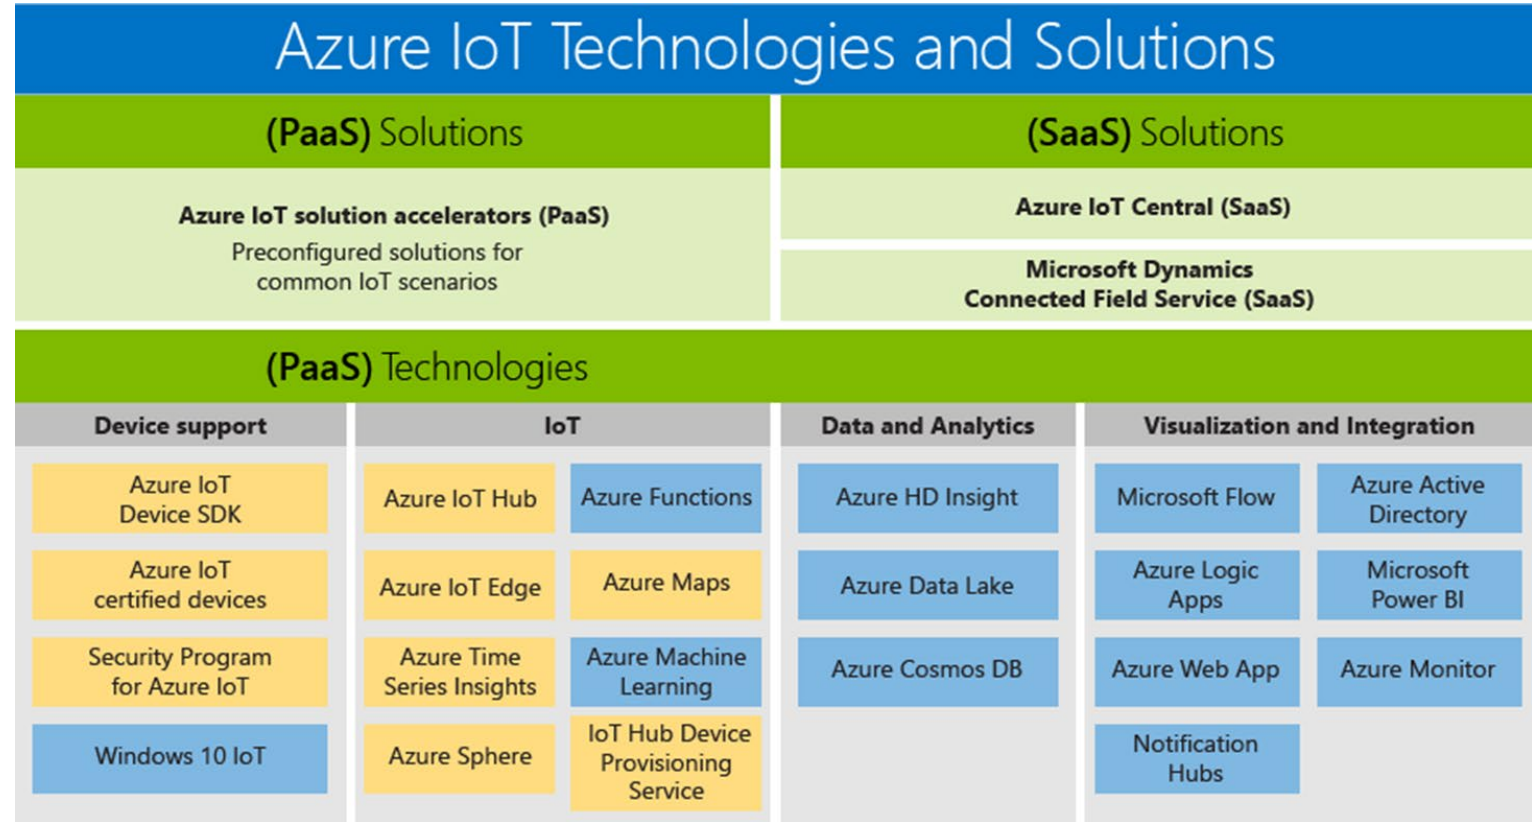 Azure IoT Technologies and Solutions
(PaaS) Solutions
(SaaS) Solutions
Azure IoT solution accelerators (PaaS)
Preconfigured solutions for
common IoT scenarios
Azure IoT Central (SaaS)
Microsoft Dynamics
Connected Field Service (SaaS)
(PaaS) Technologies
Device support
IoT
Data and Analytics
Visualization and Integration
Azure IoT
Device SDK
Azure IoT
certified devices
Security Program
for Azure IoT
Windows 10 IoT
Azure IoT Hub
Azure Functions
Azure IoT Edge
Azure Maps
Azure Time
Series Insights
Azure Machine
Learning
Azure Sphere
IoT Hub Device
Provisioning
Service
Azure HD Insight
Azure Data Lake
Azure Cosmos DB
Microsoft Flow
Azure Active
Directory
Azure Logic
Apps
Microsoft
Power BI
Azure Web App
Azure Monitor
Notification
Hubs